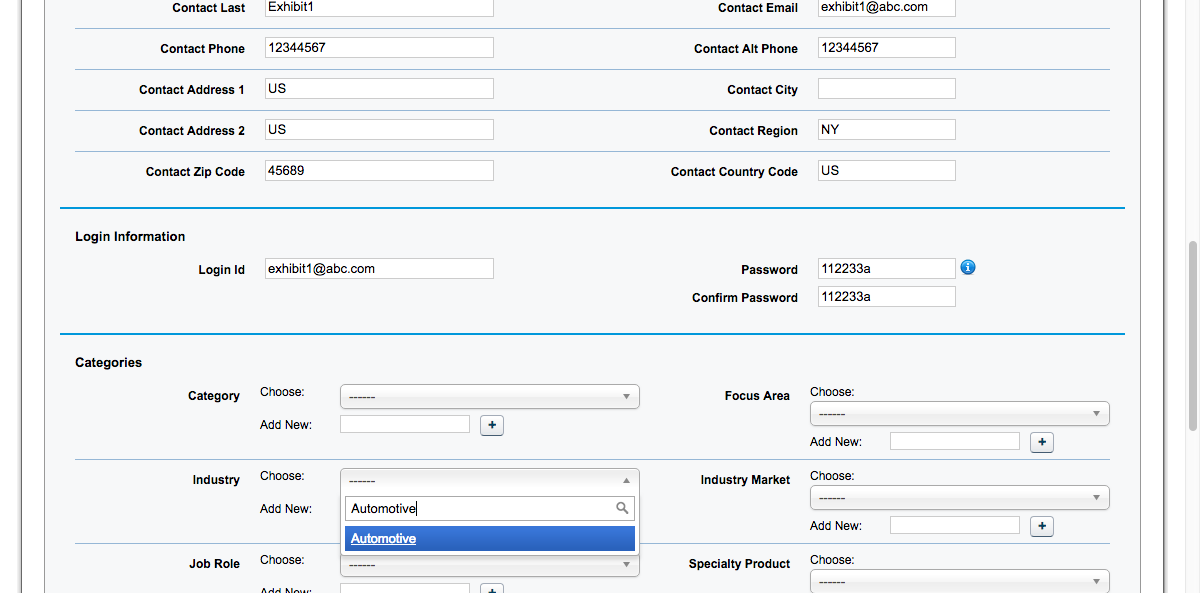 Contact Last Exhibit1 Contact Email exhibit1@abc.com
Contact Phone 12344567 Contact Alt Phone 12344567
Contact Address 1 US Contact City
Contact Address 2 US Contact Region NY
Contact Zip Code 45689 Contact Country Code US
Login Information
Login Id exhibit1@abc.com Password 112233a
Confirm Password 112233a
Categories
Category Choose: ------ Focus Area Choose:
------
Add New: + Add New: +
Industry Choose: ------ Industry Market Choose:
------
Add New: Automotive Add New: +
Automotive
Job Role Choose: ------ Specialty Product Choose:
------
Add New: +